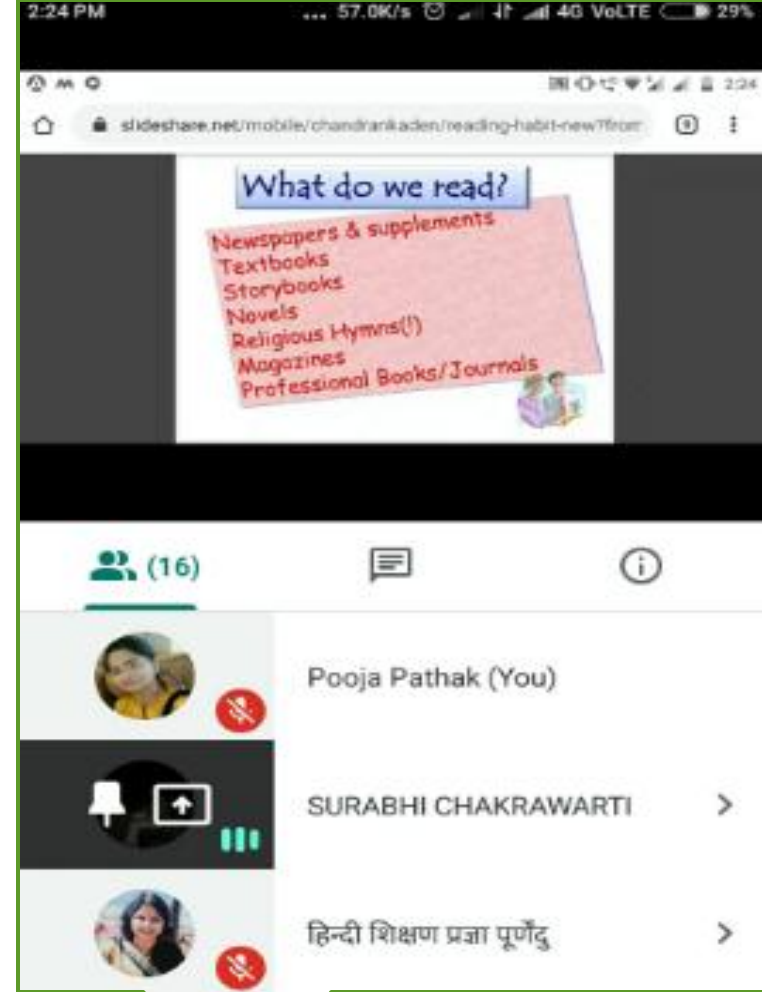 2:24 PM ... 57.0K/s 4G VoLTE 29%
2:24
slideshare.net/mobile/chandrankaden/reading-habit-new?from
What do we read?
Newspapers & supplements
Textbooks
Storybooks
Novels
Religious Hymns(!)
Magazines
Professional Books/Journals
(16)
Pooja Pathak (You)
SURABHI CHAKRAWARTI
हिन्दी शिक्षण प्रज्ञा पूर्णेंदु